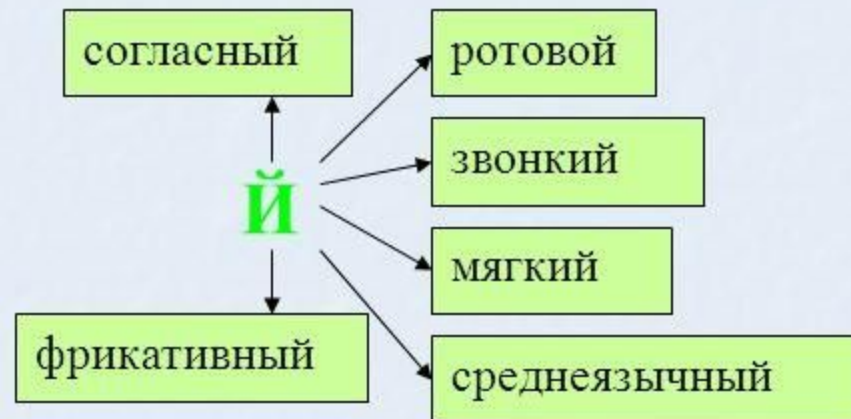 согласный
ротовой
звонкий
Й
мягкий
фрикативный
среднеязычный